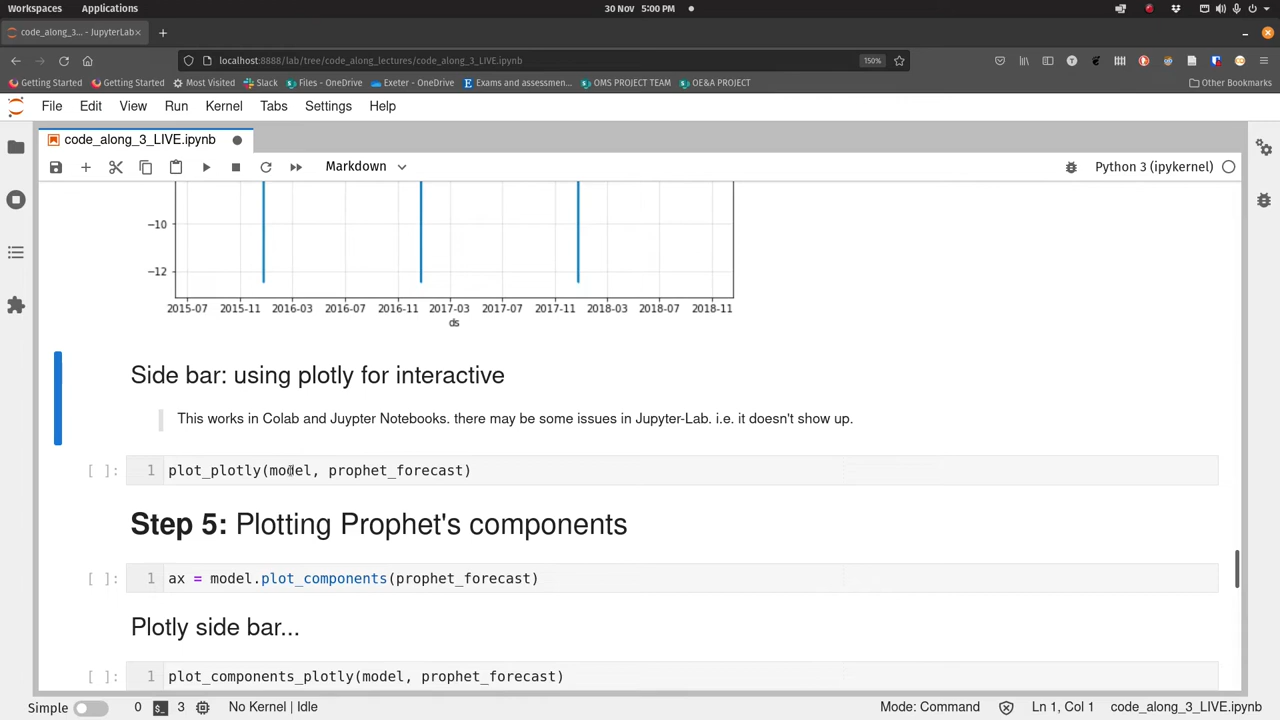 Workspaces Applications 30 Nov 5:00 PM
code_along_3... - JupyterLab
localhost:8888/lab/tree/code_along_lectures/code_along_3_LIVE.ipynb 150%
Getting Started Getting Started Most Visited Slack Files - OneDrive Exeter - OneDrive Exams and assessmen... OMS PROJECT TEAM OE&A PROJECT Other Bookmarks
File Edit View Run Kernel Tabs Settings Help
code_along_3_LIVE.ipynb
Markdown Python 3 (ipykernel)
−10
−12
2015-07 2015-11 2016-03 2016-07 2016-11 2017-03 2017-07 2017-11 2018-03 2018-07 2018-11
ds
Side bar: using plotly for interactive
This works in Colab and Juypter Notebooks. there may be some issues in Jupyter-Lab. i.e. it doesn't show up.
[ ]: 1 plot_plotly(model, prophet_forecast)
Step 5: Plotting Prophet's components
[ ]: 1 ax = model.plot_components(prophet_forecast)
Plotly side bar...
[ ]: 1 plot_components_plotly(model, prophet_forecast)
Simple 0 3 No Kernel | Idle Mode: Command Ln 1, Col 1 code_along_3_LIVE.ipynb